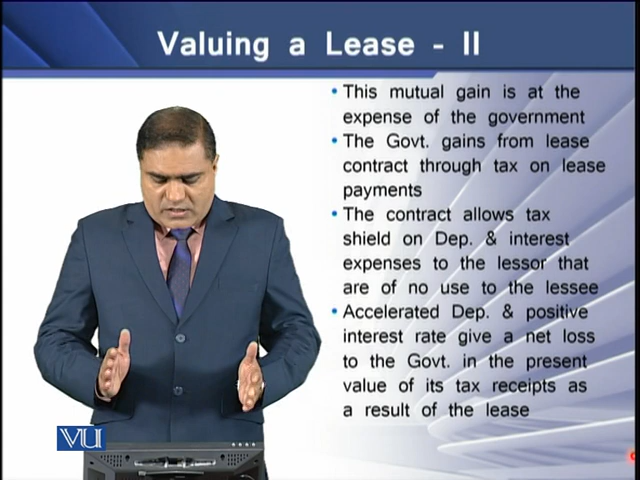 Valuing a Lease - II
• This mutual gain is at the
expense of the government
• The Govt. gains from lease
contract through tax on lease
payments
• The contract allows tax
shield on Dep. & interest
expenses to the lessor that
are of no use to the lessee
• Accelerated Dep. & positive
interest rate give a net loss
to the Govt. in the present
value of its tax receipts as
a result of the lease
VU